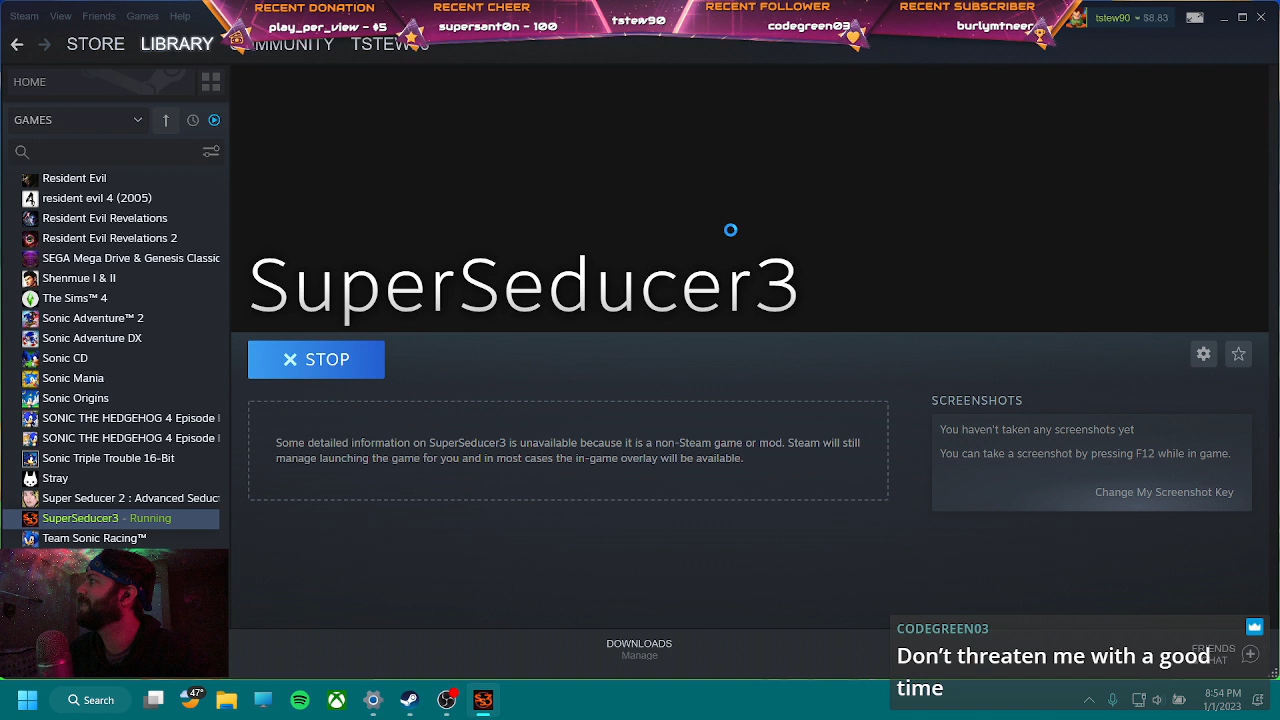 Steam View Friends Games Help
RECENT DONATION
play_per_view - $5
RECENT CHEER
supersant0n - 100
tstew90
RECENT FOLLOWER
codegreen03
RECENT SUBSCRIBER
burlymtneer
tstew90 $8.83
STORE LIBRARY MMUNITY TSTEW
HOME
GAMES
Resident Evil
resident evil 4 (2005)
Resident Evil Revelations
Resident Evil Revelations 2
SEGA Mega Drive & Genesis Classic
Shenmue I & II
The Sims™ 4
Sonic Adventure™ 2
Sonic Adventure DX
Sonic CD
Sonic Mania
Sonic Origins
SONIC THE HEDGEHOG 4 Episode I
SONIC THE HEDGEHOG 4 Episode I
Sonic Triple Trouble 16-Bit
Stray
Super Seducer 2 : Advanced Seduc
SuperSeducer3 - Running
Team Sonic Racing™
SuperSeducer3
STOP
Some detailed information on SuperSeducer3 is unavailable because it is a non-Steam game or mod. Steam will still
manage launching the game for you and in most cases the in-game overlay will be available.
SCREENSHOTS
You haven't taken any screenshots yet
You can take a screenshot by pressing F12 while in game.
Change My Screenshot Key
DOWNLOADS
Manage
CODEGREEN03
Don't threaten me with a good
time
FRIENDS
HAT
Search
47°
8:54 PM
1/1/2023